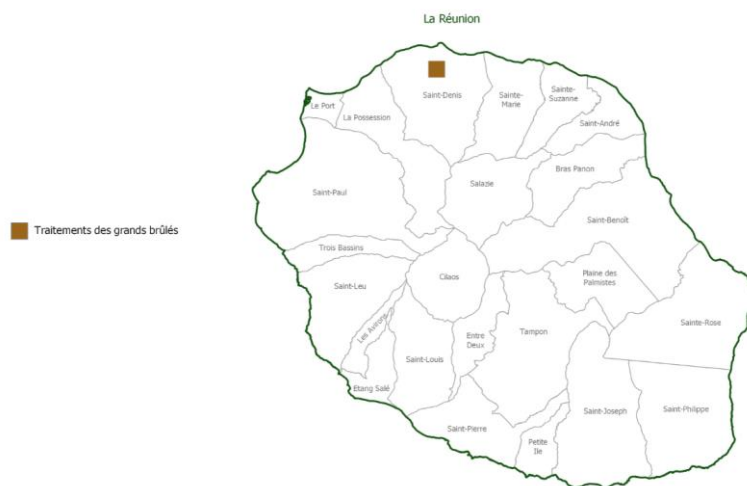 La Réunion
Saint-Denis
Sainte-
Marie
Sainte-
Suzanne
Le Port
La Possession
Saint-André
Bras Panon
Saint-Paul
Salazie
Saint-Benoît
Traitements des grands brûlés
Trois Bassins
Cilaos
Plaine des
Palmistes
Saint-Leu
Les Avirons
Sainte-Rose
Entre
Deux
Tampon
Saint-Louis
Etang Salé
Saint-Joseph
Saint-Philippe
Saint-Pierre
Petite
Ile